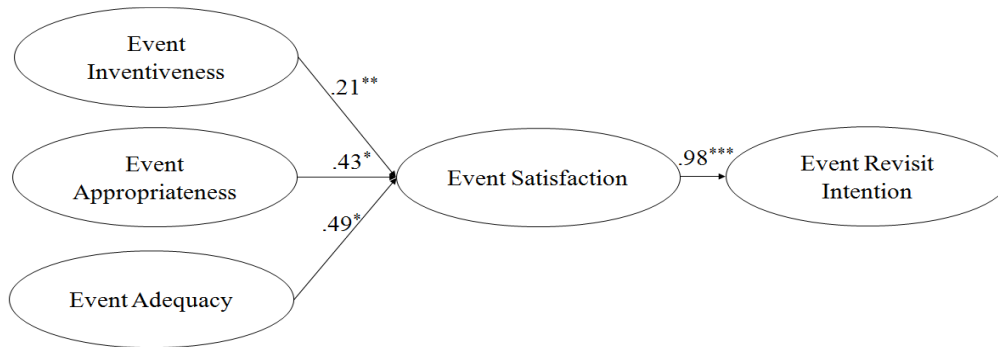 Event
Inventiveness
.21**
Event
Appropriateness
.43*
Event Satisfaction
.98***
Event Revisit
Intention
.49*
Event Adequacy